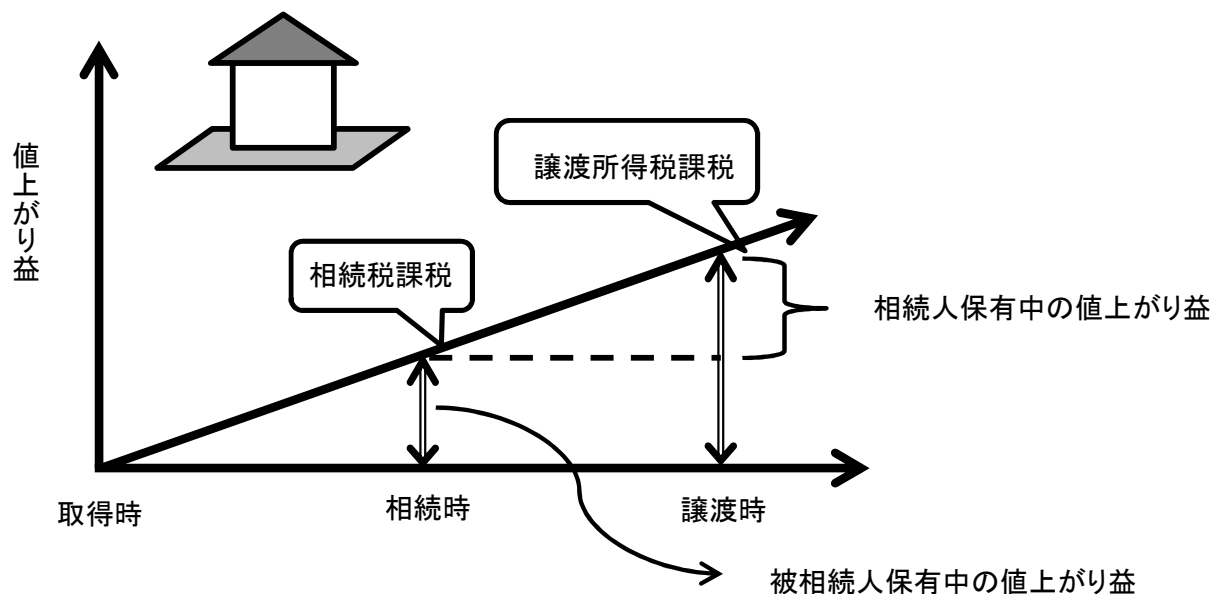 値上がり益
譲渡所得税課税
相続税課税
相続人保有中の値上がり益
取得時
相続時
譲渡時
被相続人保有中の値上がり益